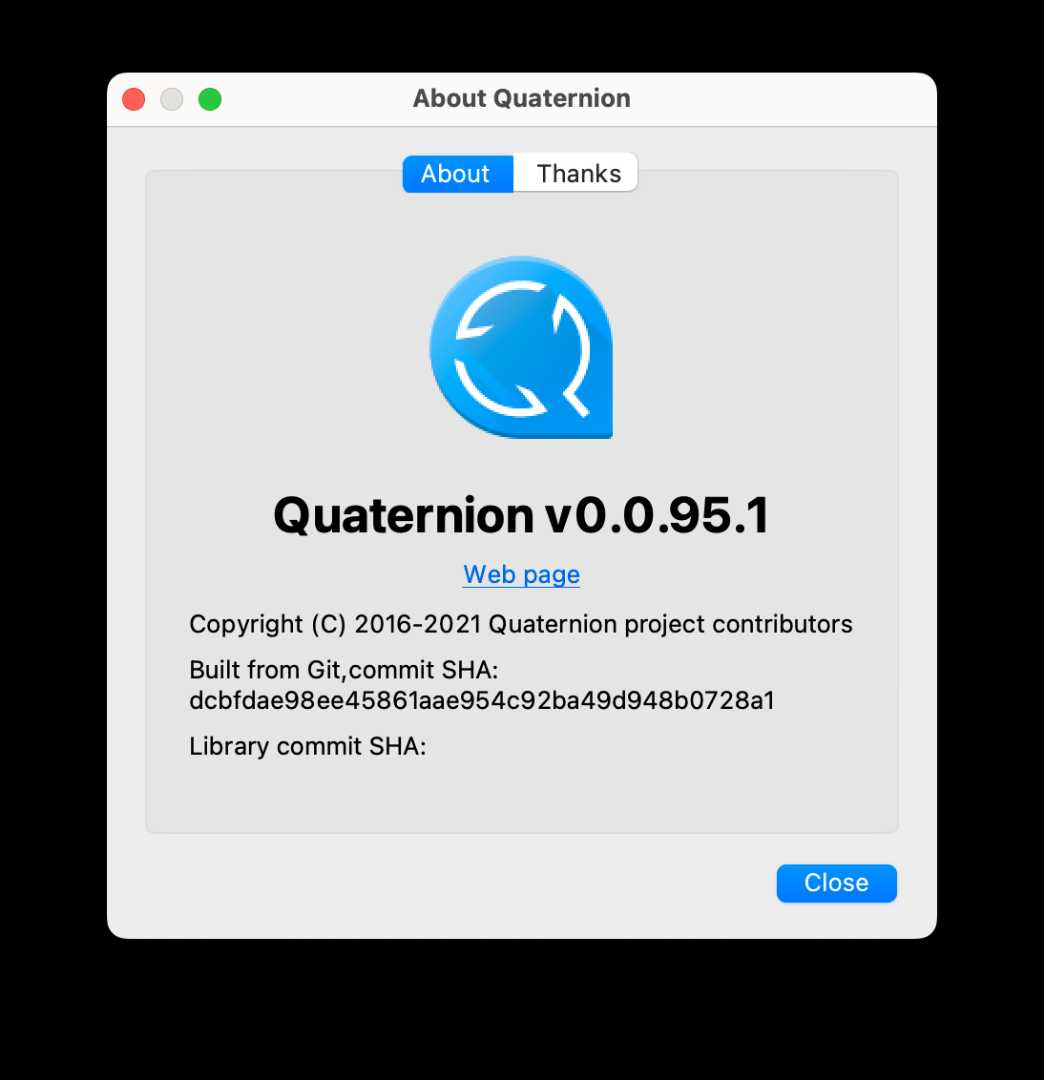 About Quaternion
About Thanks
Quaternion v0.0.95.1
Web page
Copyright (C) 2016-2021 Quaternion project contributors
Built from Git,commit SHA:
dcbfdae98ee45861aae954c92ba49d948b0728a1
Library commit SHA:
Close